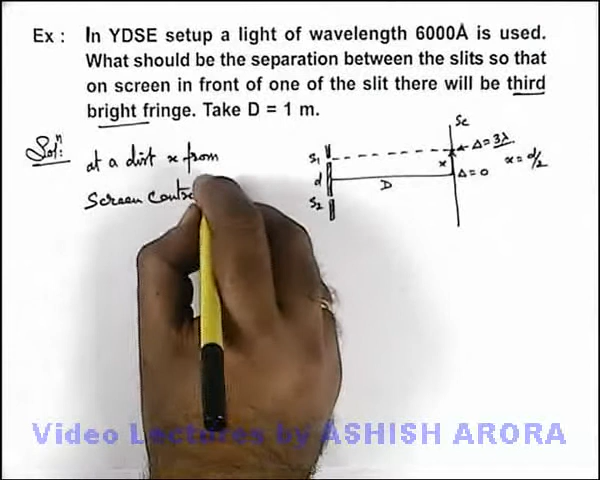 Ex : In YDSE setup a light of wavelength 6000Å is used.
What should be the separation between the slits so that
on screen in front of one of the slit there will be third
bright fringe. Take D = 1 m.
Solⁿ:
at a dist x from
Screen Centre
Sc
S₁
Δ=3λ
x
x = d/2
d
Δ=0
D
S₂
Video Lectures by ASHISH ARORA